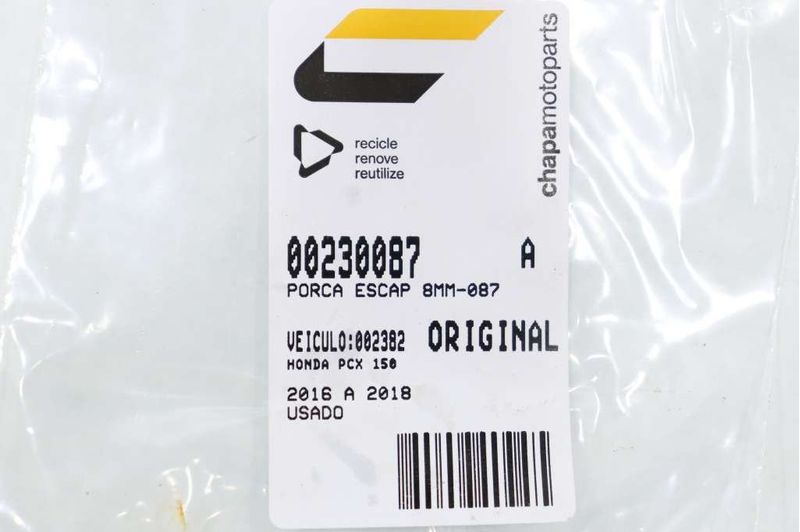 chapamotoparts
recicle
renove
reutilize
00230087 A
PORCA ESCAP 8MM-087
VEICULO:002382 ORIGINAL
HONDA PCX 150
2016 A 2018
USADO